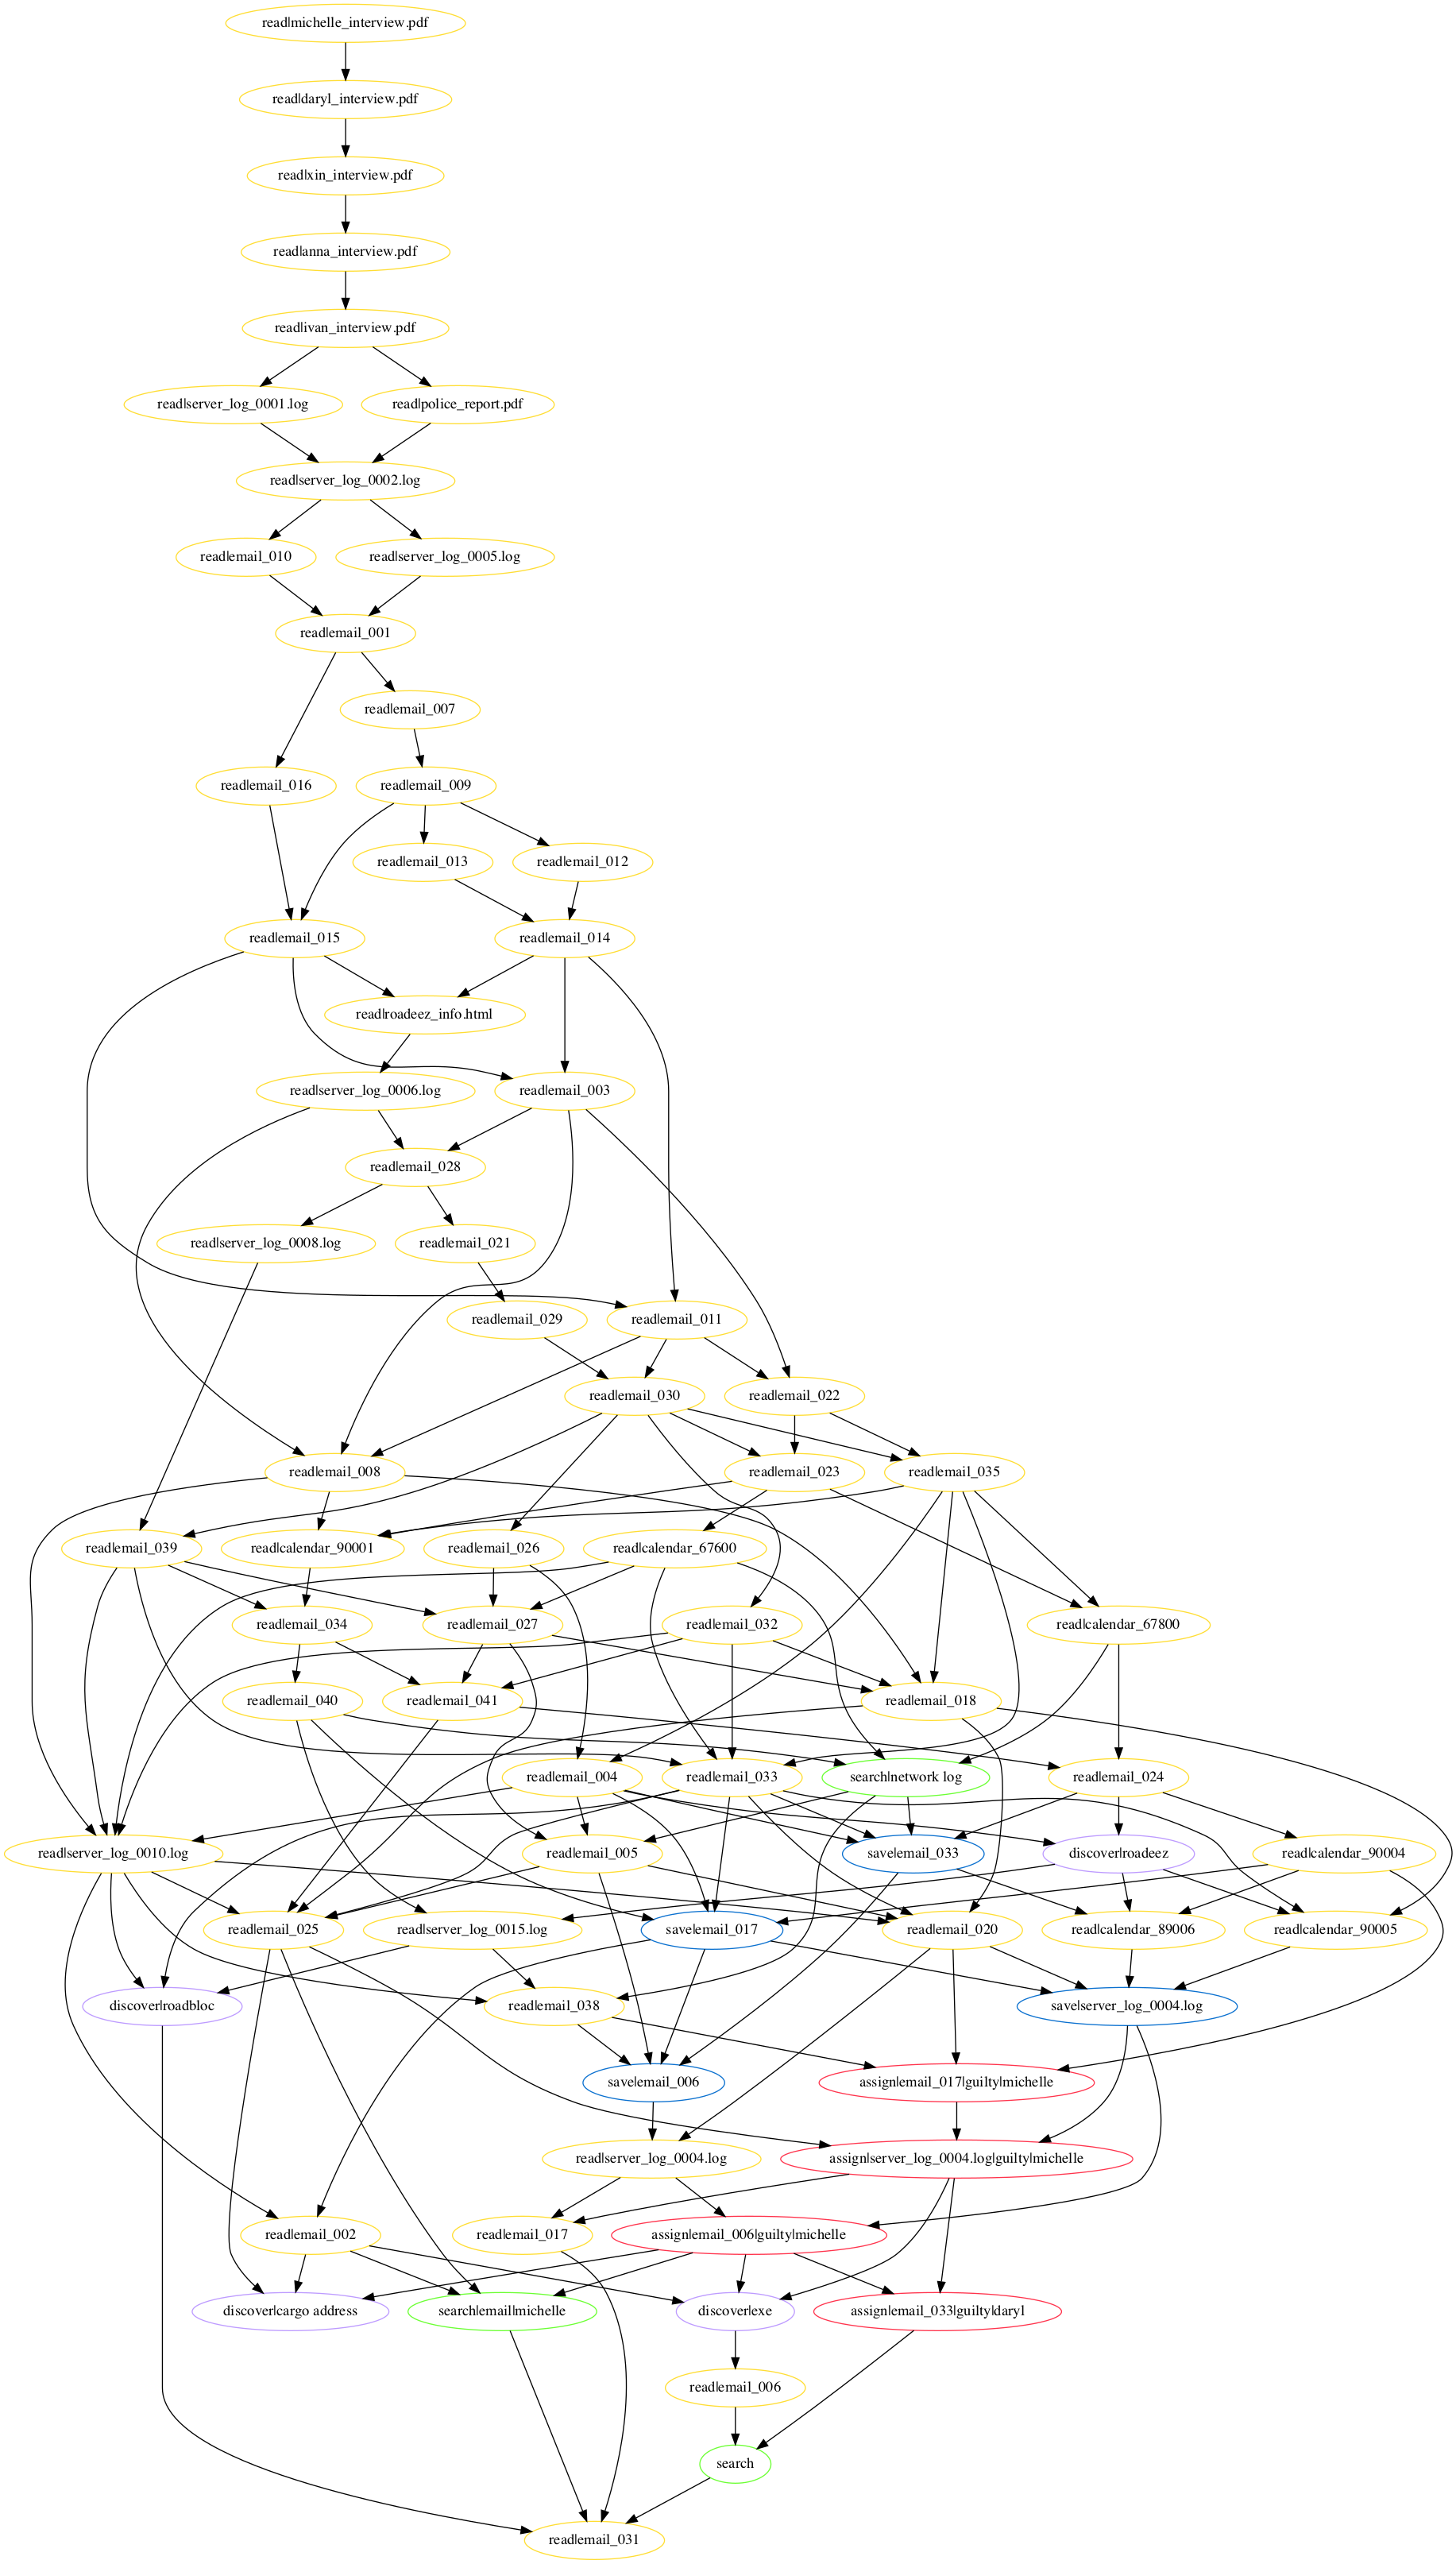 read|michelle_interview.pdf
read|daryl_interview.pdf
read|xin_interview.pdf
read|anna_interview.pdf
read|ivan_interview.pdf
read|server_log_0001.log
read|police_report.pdf
read|server_log_0002.log
read|email_010
read|server_log_0005.log
read|email_001
read|email_007
read|email_016
read|email_009
read|email_013
read|email_012
read|email_015
read|email_014
read|roadeez_info.html
read|server_log_0006.log
read|email_003
read|email_028
read|server_log_0008.log
read|email_021
read|email_029
read|email_011
read|email_030
read|email_022
read|email_008
read|email_023
read|email_035
read|email_039
read|calendar_90001
read|email_026
read|calendar_67600
read|email_034
read|email_027
read|email_032
read|calendar_67800
read|email_040
read|email_041
read|email_018
read|email_004
read|email_033
search|network log
read|email_024
read|server_log_0010.log
read|email_005
save|email_033
discover|roadeez
read|calendar_90004
read|email_025
read|server_log_0015.log
save|email_017
read|email_020
read|calendar_89006
read|calendar_90005
discover|roadbloc
read|email_038
save|server_log_0004.log
save|email_006
assign|email_017|guilty|michelle
read|server_log_0004.log
assign|server_log_0004.log|guilty|michelle
read|email_002
read|email_017
assign|email_006|guilty|michelle
discover|cargo address
search|email|michelle
discover|exe
assign|email_033|guilty|daryl
read|email_006
search
read|email_031